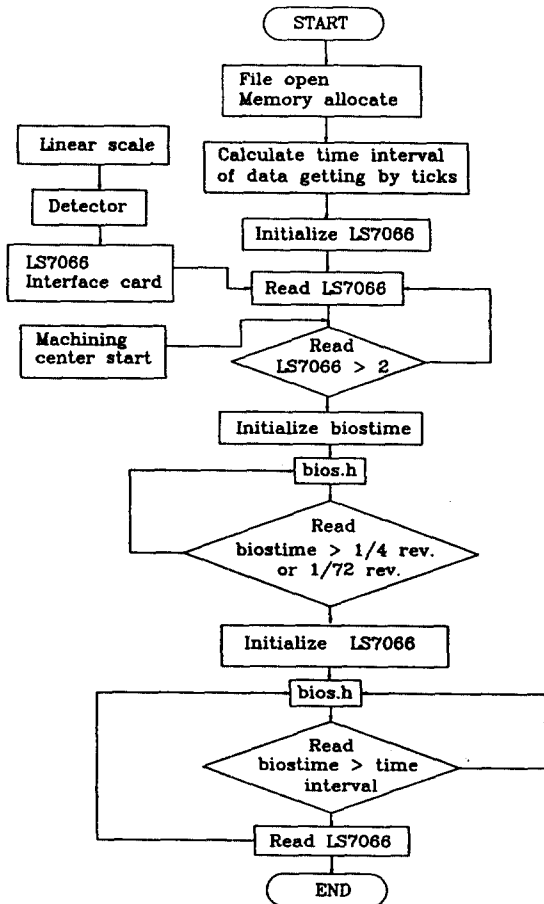 START
File open
Memory allocate
Linear scale
Calculate time interval
of data getting by ticks
Detector
Initialize LS7066
LS7066
Interface card
Read LS7066
Machining
center start
Read
LS7066 > 2
Initialize biostime
bios.h
Read
biostime > 1/4 rev.
or 1/72 rev.
Initialize LS7066
bios.h
Read
biostime > time
interval
Read LS7066
END